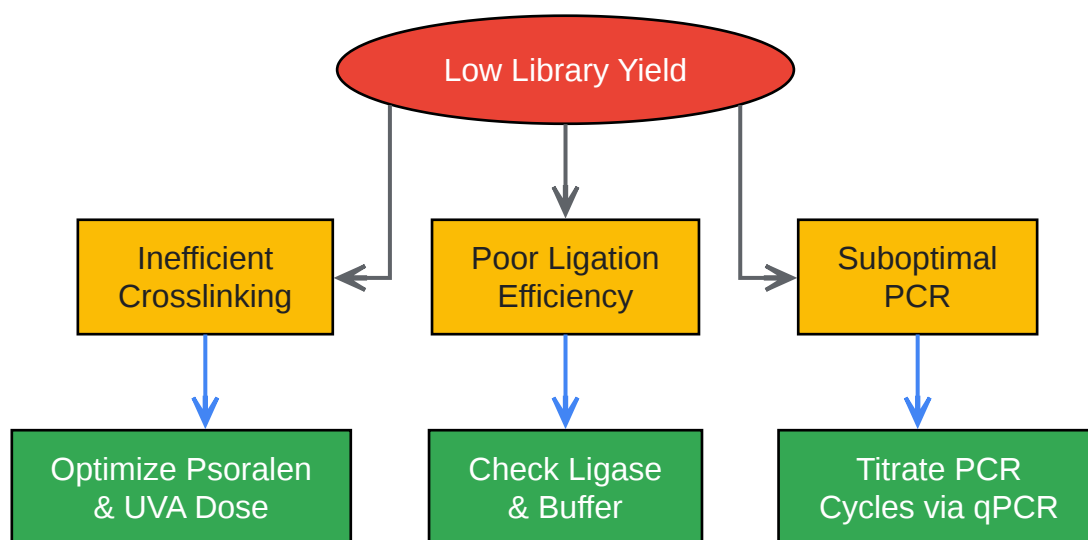 Low Library Yield
Inefficient
Crosslinking
Poor Ligation
Efficiency
Suboptimal
PCR
Optimize Psoralen
& UVA Dose
Check Ligase
& Buffer
Titrate PCR
Cycles via qPCR